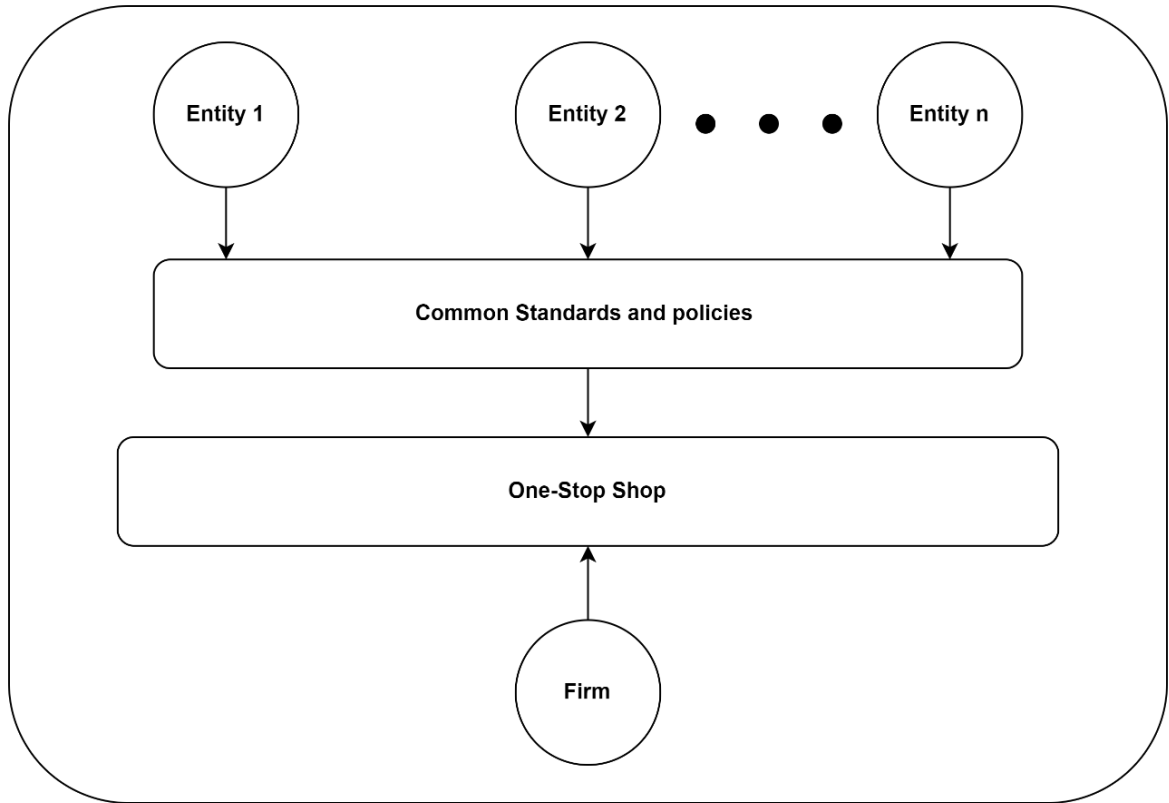 Entity 1
Entity 2
Entity n
Common Standards and policies
One-Stop Shop
Firm